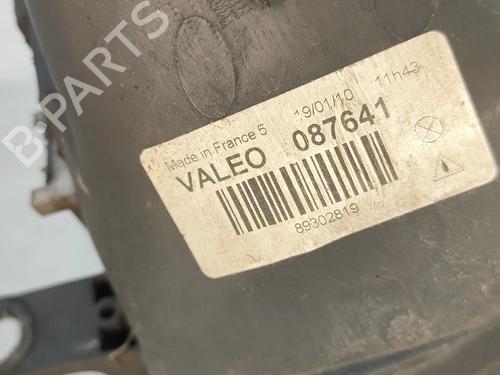 B-PARTS
Made in France 5 19/01/10 11h43
VALEO 087641
89302819